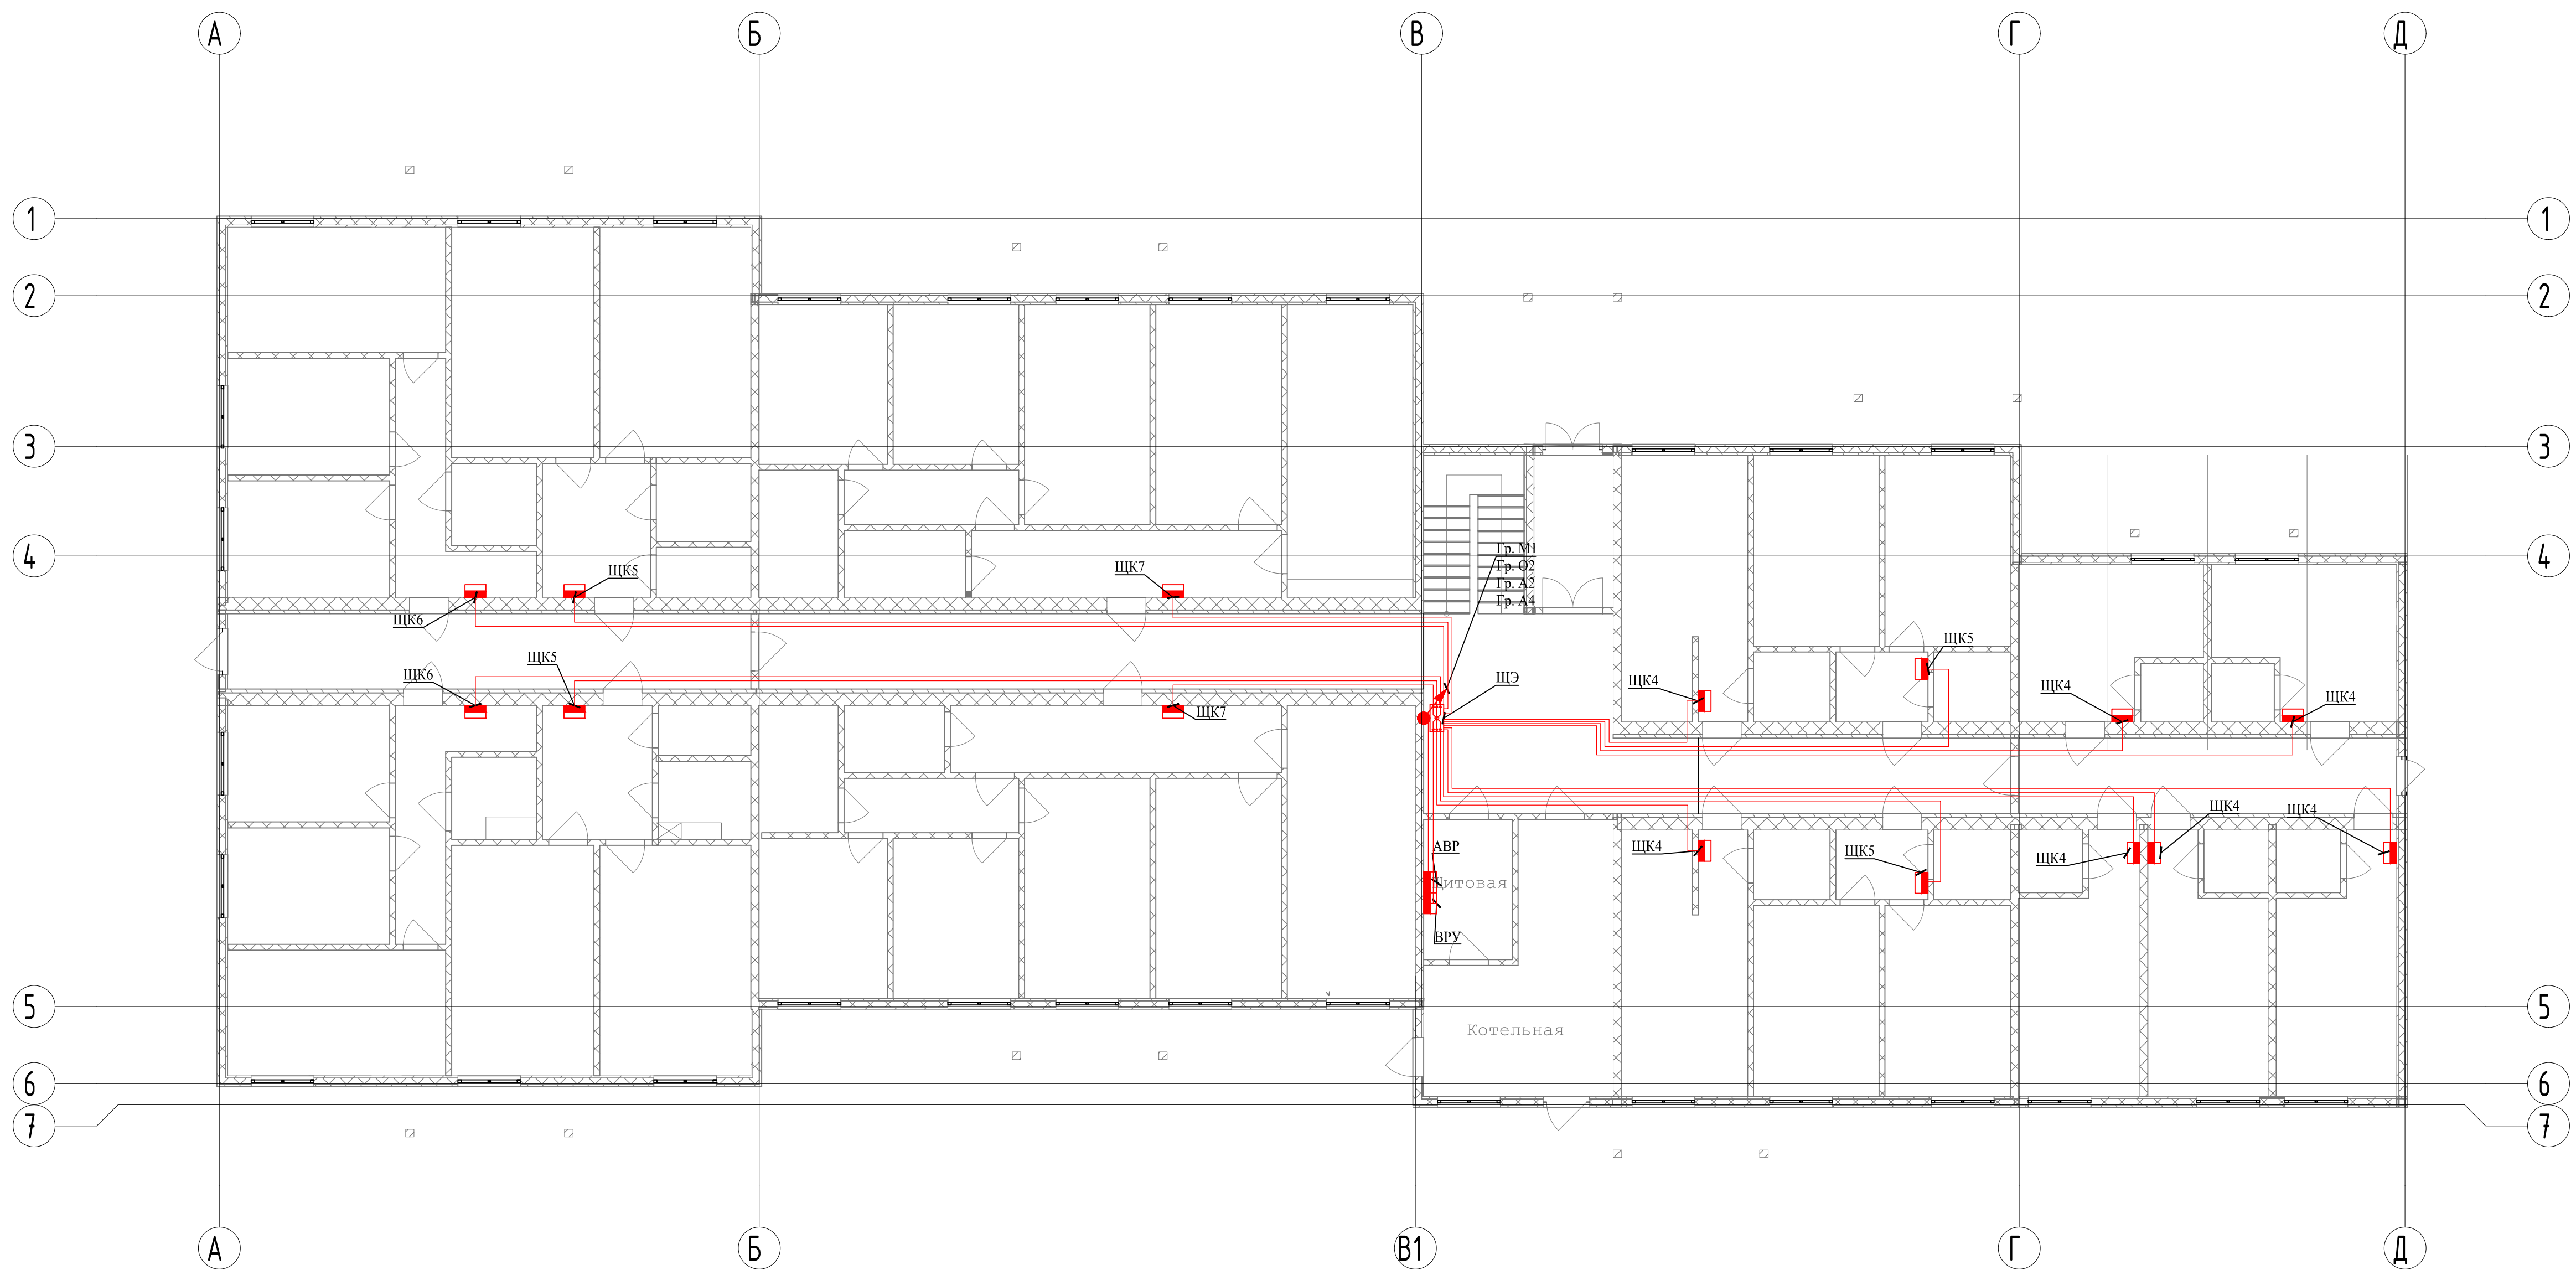 А Б В Г Д
1 1
2 2
3 3
4 4
Гр. М1
Гр. О2
Гр. А2
Гр. А4
ЩК5
ЩК7
ЩК6
ЩК5
ЩК5
ЩК6
ЩК4
ЩЭ
ЩК4
ЩК4
ЩК7
ЩК4
ЩК4
АВР
ЩК4
ЩК5
ЩК4
Щитовая
ВРУ
5 5
Котельная
6 6
7 7
А Б В1 Г Д